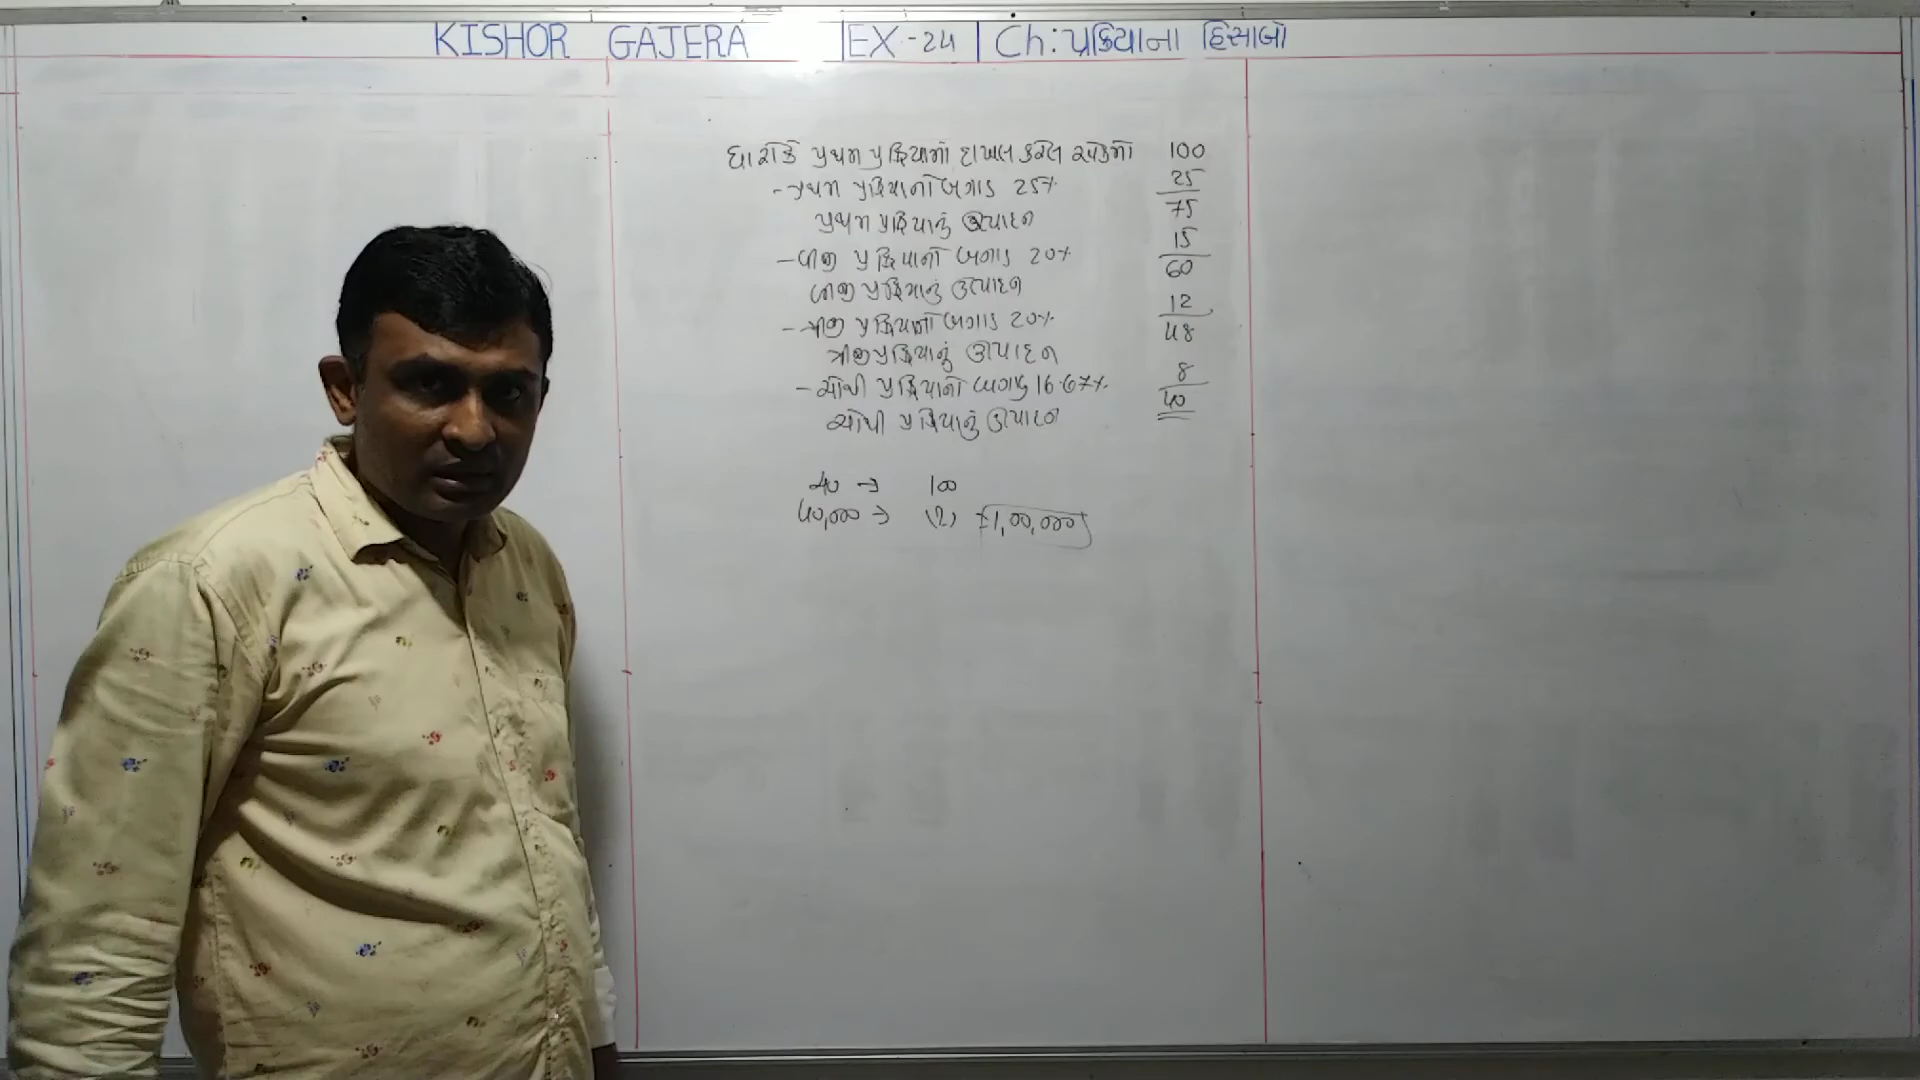 KISHOR GAJERA | EX-24 | Ch: પ્રક્રિયાના હિસાબો
ધારોકે પ્રથમ પ્રક્રિયામાં દાખલ કરેલ એકમો 100
- પ્રથમ પ્રક્રિયાનો બગાડ 25% 25
પ્રથમ પ્રક્રિયાનું ઉત્પાદન 75
- બીજી પ્રક્રિયાનો બગાડ 20% 15
બીજી પ્રક્રિયાનું ઉત્પાદન 60
- ત્રીજી પ્રક્રિયાનો બગાડ 20% 12
ત્રીજી પ્રક્રિયાનું ઉત્પાદન 48
- ચોથી પ્રક્રિયાનો બગાડ 16.67% 8
ચોથી પ્રક્રિયાનું ઉત્પાદન 40
40 → 100
40,000 → (?) = 1,00,000